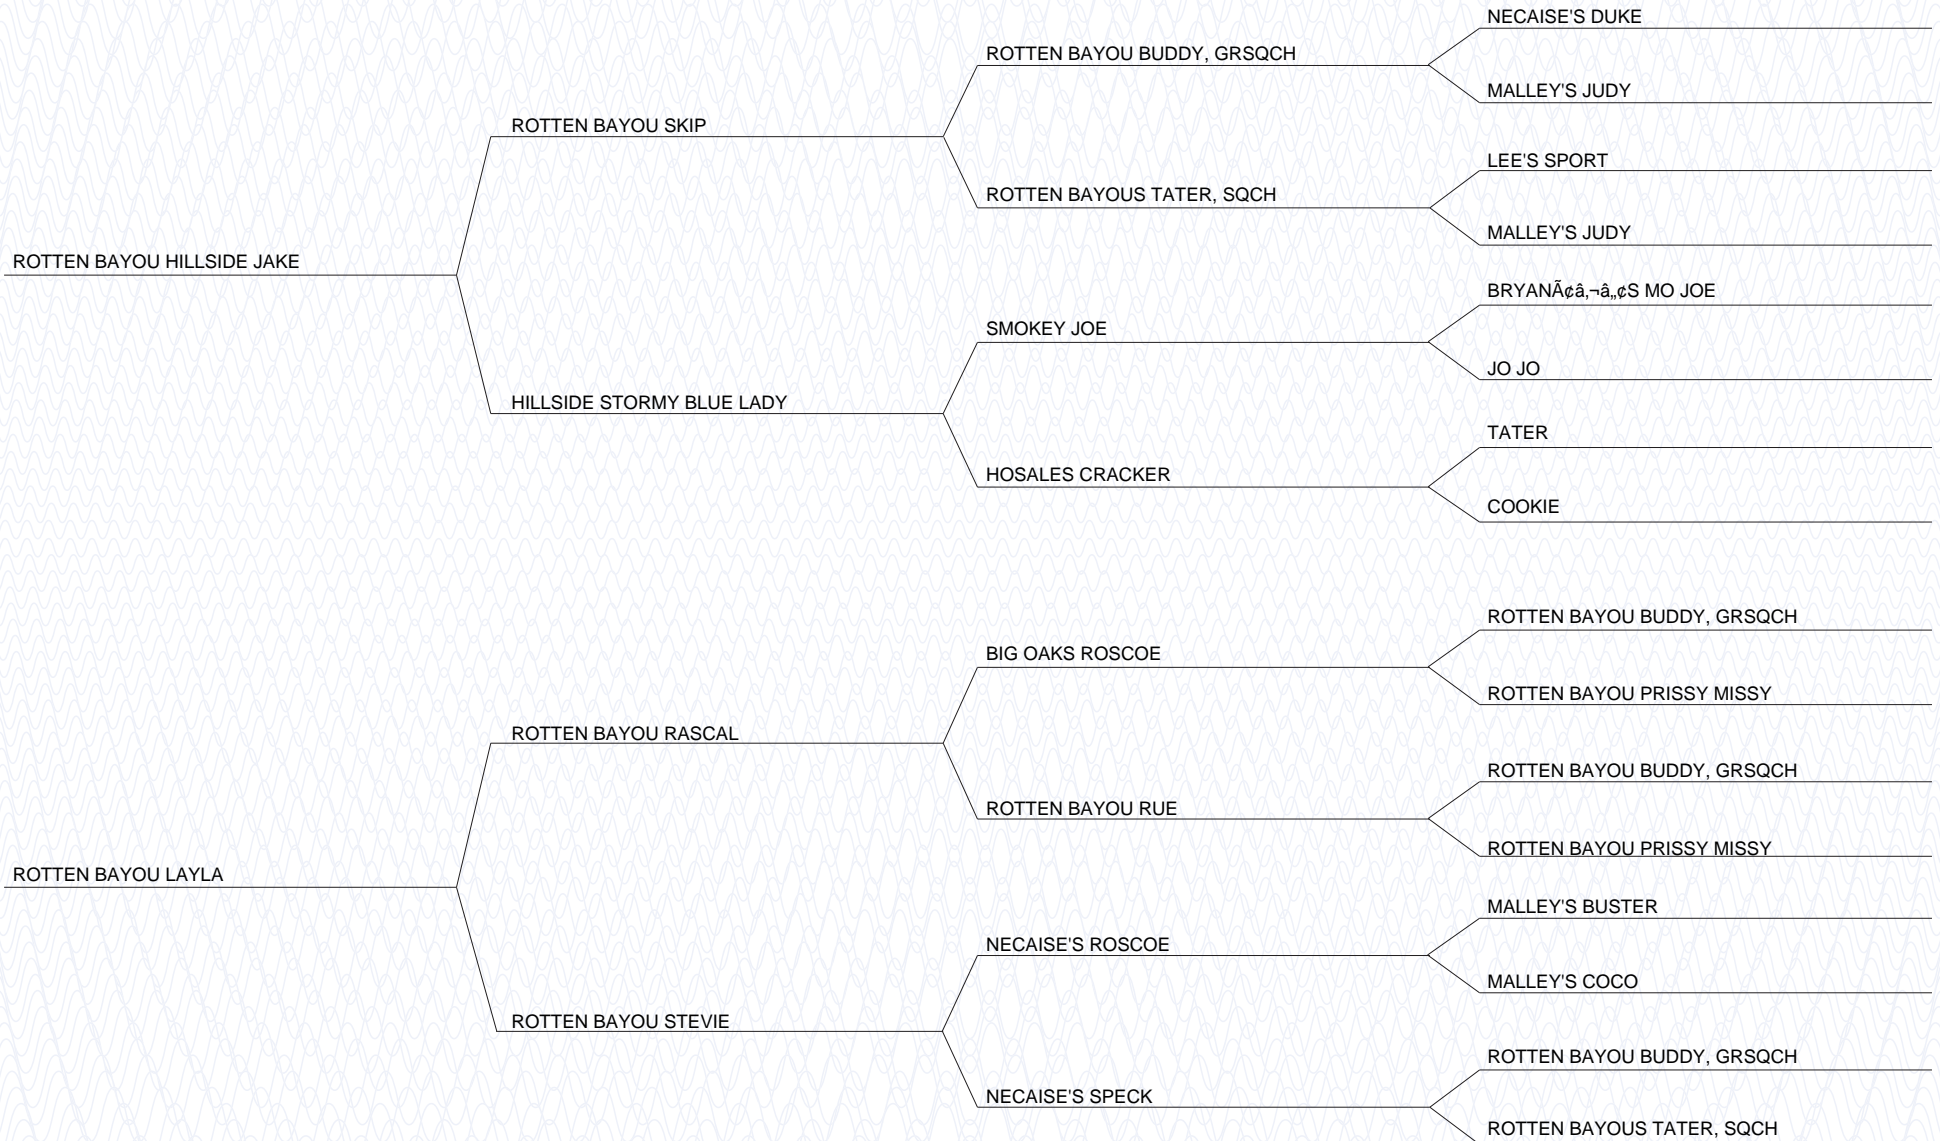 NECAISE'S DUKE
ROTTEN BAYOU BUDDY, GRSQCH
MALLEY'S JUDY
ROTTEN BAYOU SKIP
LEE'S SPORT
ROTTEN BAYOUS TATER, SQCH
MALLEY'S JUDY
ROTTEN BAYOU HILLSIDE JAKE
BRYANÃ¢â‚¬â„¢S MO JOE
SMOKEY JOE
JO JO
HILLSIDE STORMY BLUE LADY
TATER
HOSALES CRACKER
COOKIE
ROTTEN BAYOU BUDDY, GRSQCH
BIG OAKS ROSCOE
ROTTEN BAYOU PRISSY MISSY
ROTTEN BAYOU RASCAL
ROTTEN BAYOU BUDDY, GRSQCH
ROTTEN BAYOU RUE
ROTTEN BAYOU PRISSY MISSY
ROTTEN BAYOU LAYLA
MALLEY'S BUSTER
NECAISE'S ROSCOE
MALLEY'S COCO
ROTTEN BAYOU STEVIE
ROTTEN BAYOU BUDDY, GRSQCH
NECAISE'S SPECK
ROTTEN BAYOUS TATER, SQCH